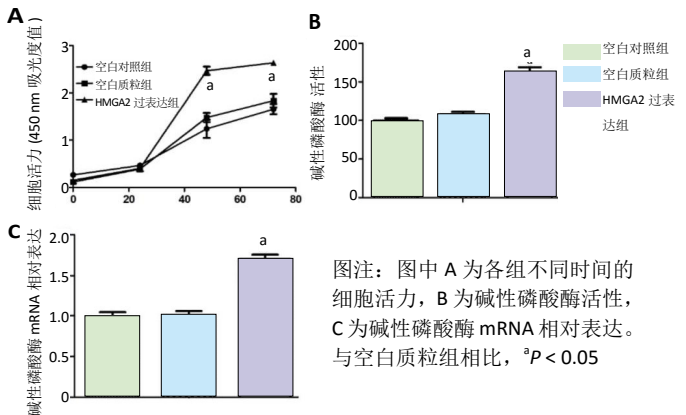 A
细胞活力 (450 nm 吸光度值)
3
2
1
0
0
20
40
60
80
空白对照组
空白质粒组
HMGA2 过表达组
a
a
B
碱性磷酸酶 活性
200
150
100
50
0
a
空白对照组
空白质粒组
HMGA2 过表
达组
C
碱性磷酸酶 mRNA 相对表达
2.0
1.5
1.0
0.5
0
a
图注：图中 A 为各组不同时间的
细胞活力，B 为碱性磷酸酶活性，
C 为碱性磷酸酶 mRNA 相对表达。
与空白质粒组相比，ᵃP < 0.05